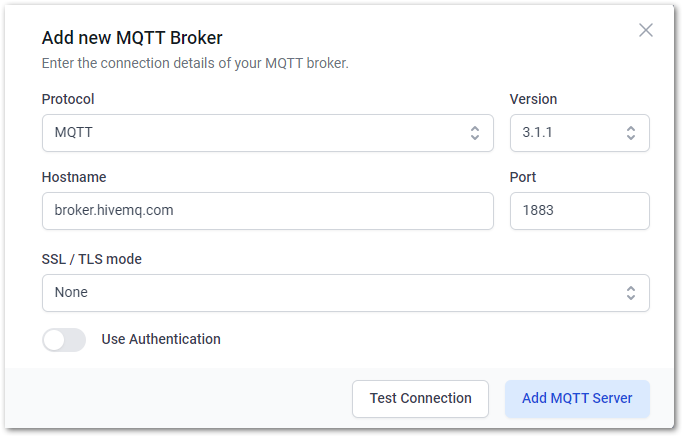 Add new MQTT Broker
Enter the connection details of your MQTT broker.
Protocol
Version
MQTT
3.1.1
Hostname
Port
broker.hivemq.com
1883
SSL / TLS mode
None
Use Authentication
Test Connection
Add MQTT Server